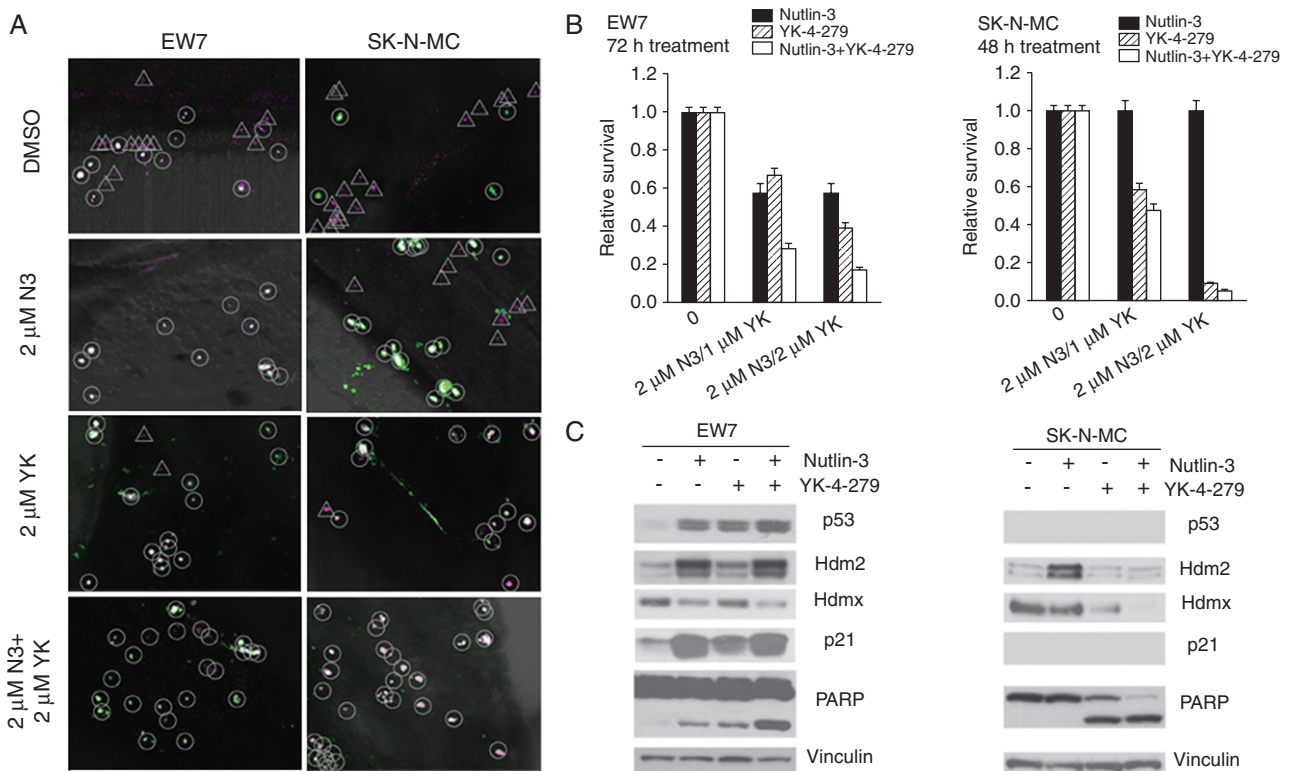 A
EW7
SK-N-MC
DMSO
2 µM N3
2 µM YK
2 µM N3+
2 µM YK
B
EW7
72 h treatment
Nutlin-3
YK-4-279
Nutlin-3+YK-4-279
Relative survival
1.2
1.0
0.8
0.6
0.4
0.2
0.0
0
2 µM N3/1 µM YK
2 µM N3/2 µM YK
SK-N-MC
48 h treatment
Nutlin-3
YK-4-279
Nutlin-3+YK-4-279
Relative survival
1.2
1.0
0.8
0.6
0.4
0.2
0.0
0
2 µM N3/1 µM YK
2 µM N3/2 µM YK
C
EW7
- + - + Nutlin-3
- - + + YK-4-279
p53
Hdm2
Hdmx
p21
PARP
Vinculin
SK-N-MC
- + - + Nutlin-3
- - + + YK-4-279
p53
Hdm2
Hdmx
p21
PARP
Vinculin